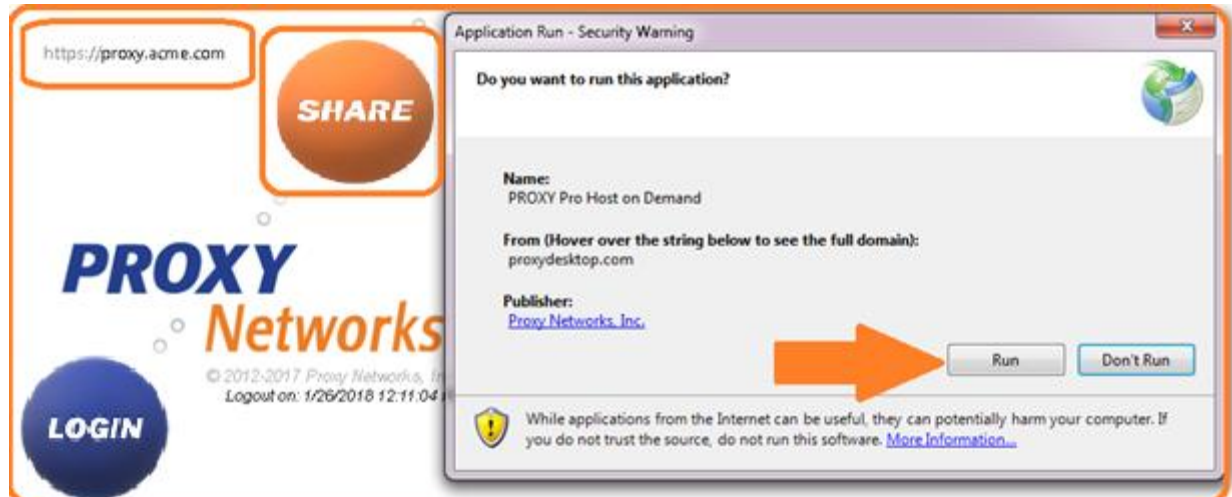 https://proxy.acme.com
SHARE
PROXY
Networks
© 2012-2017 Proxy Networks,
Logout on: 1/26/2018 12:11:04
LOGIN
Application Run - Security Warning
Do you want to run this application?
Name:
PROXY Pro Host on Demand
From (Hover over the string below to see the full domain):
proxydesktop.com
Publisher:
Proxy Networks, Inc.
Run
Don't Run
While applications from the Internet can be useful, they can potentially harm your computer. If
you do not trust the source, do not run this software. More Information...